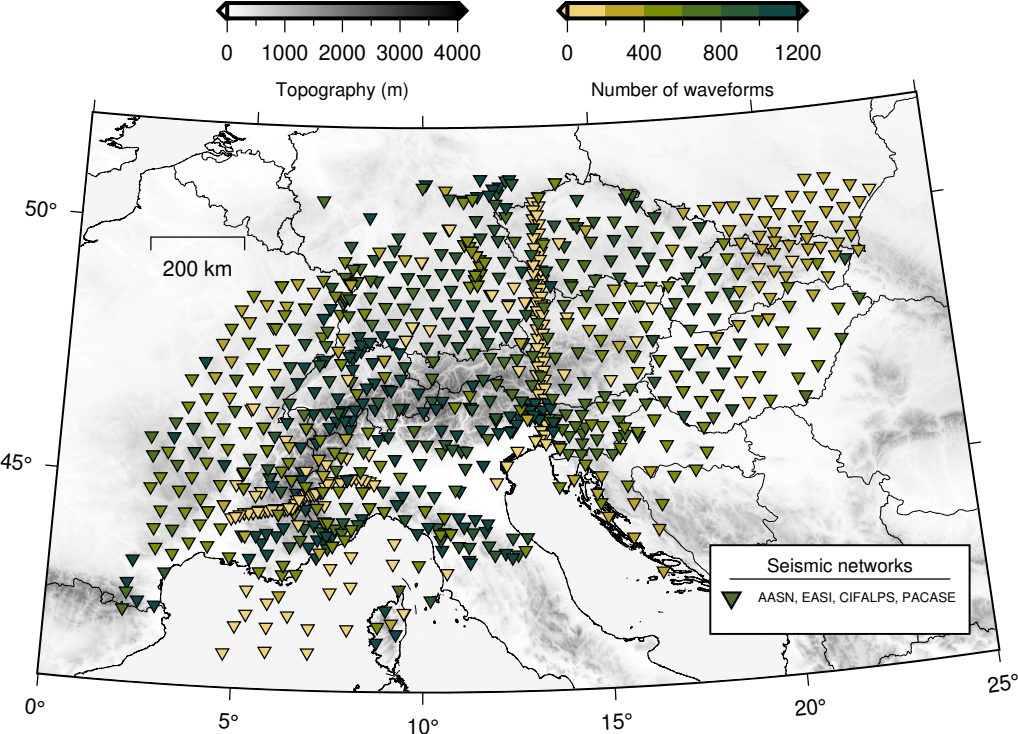 0 1000 2000 3000 4000
Topography (m)
0 400 800 1200
Number of waveforms
50°
200 km
45°
Seismic networks
AASN, EASI, CIFALPS, PACASE
0°
5°
10°
15°
20°
25°